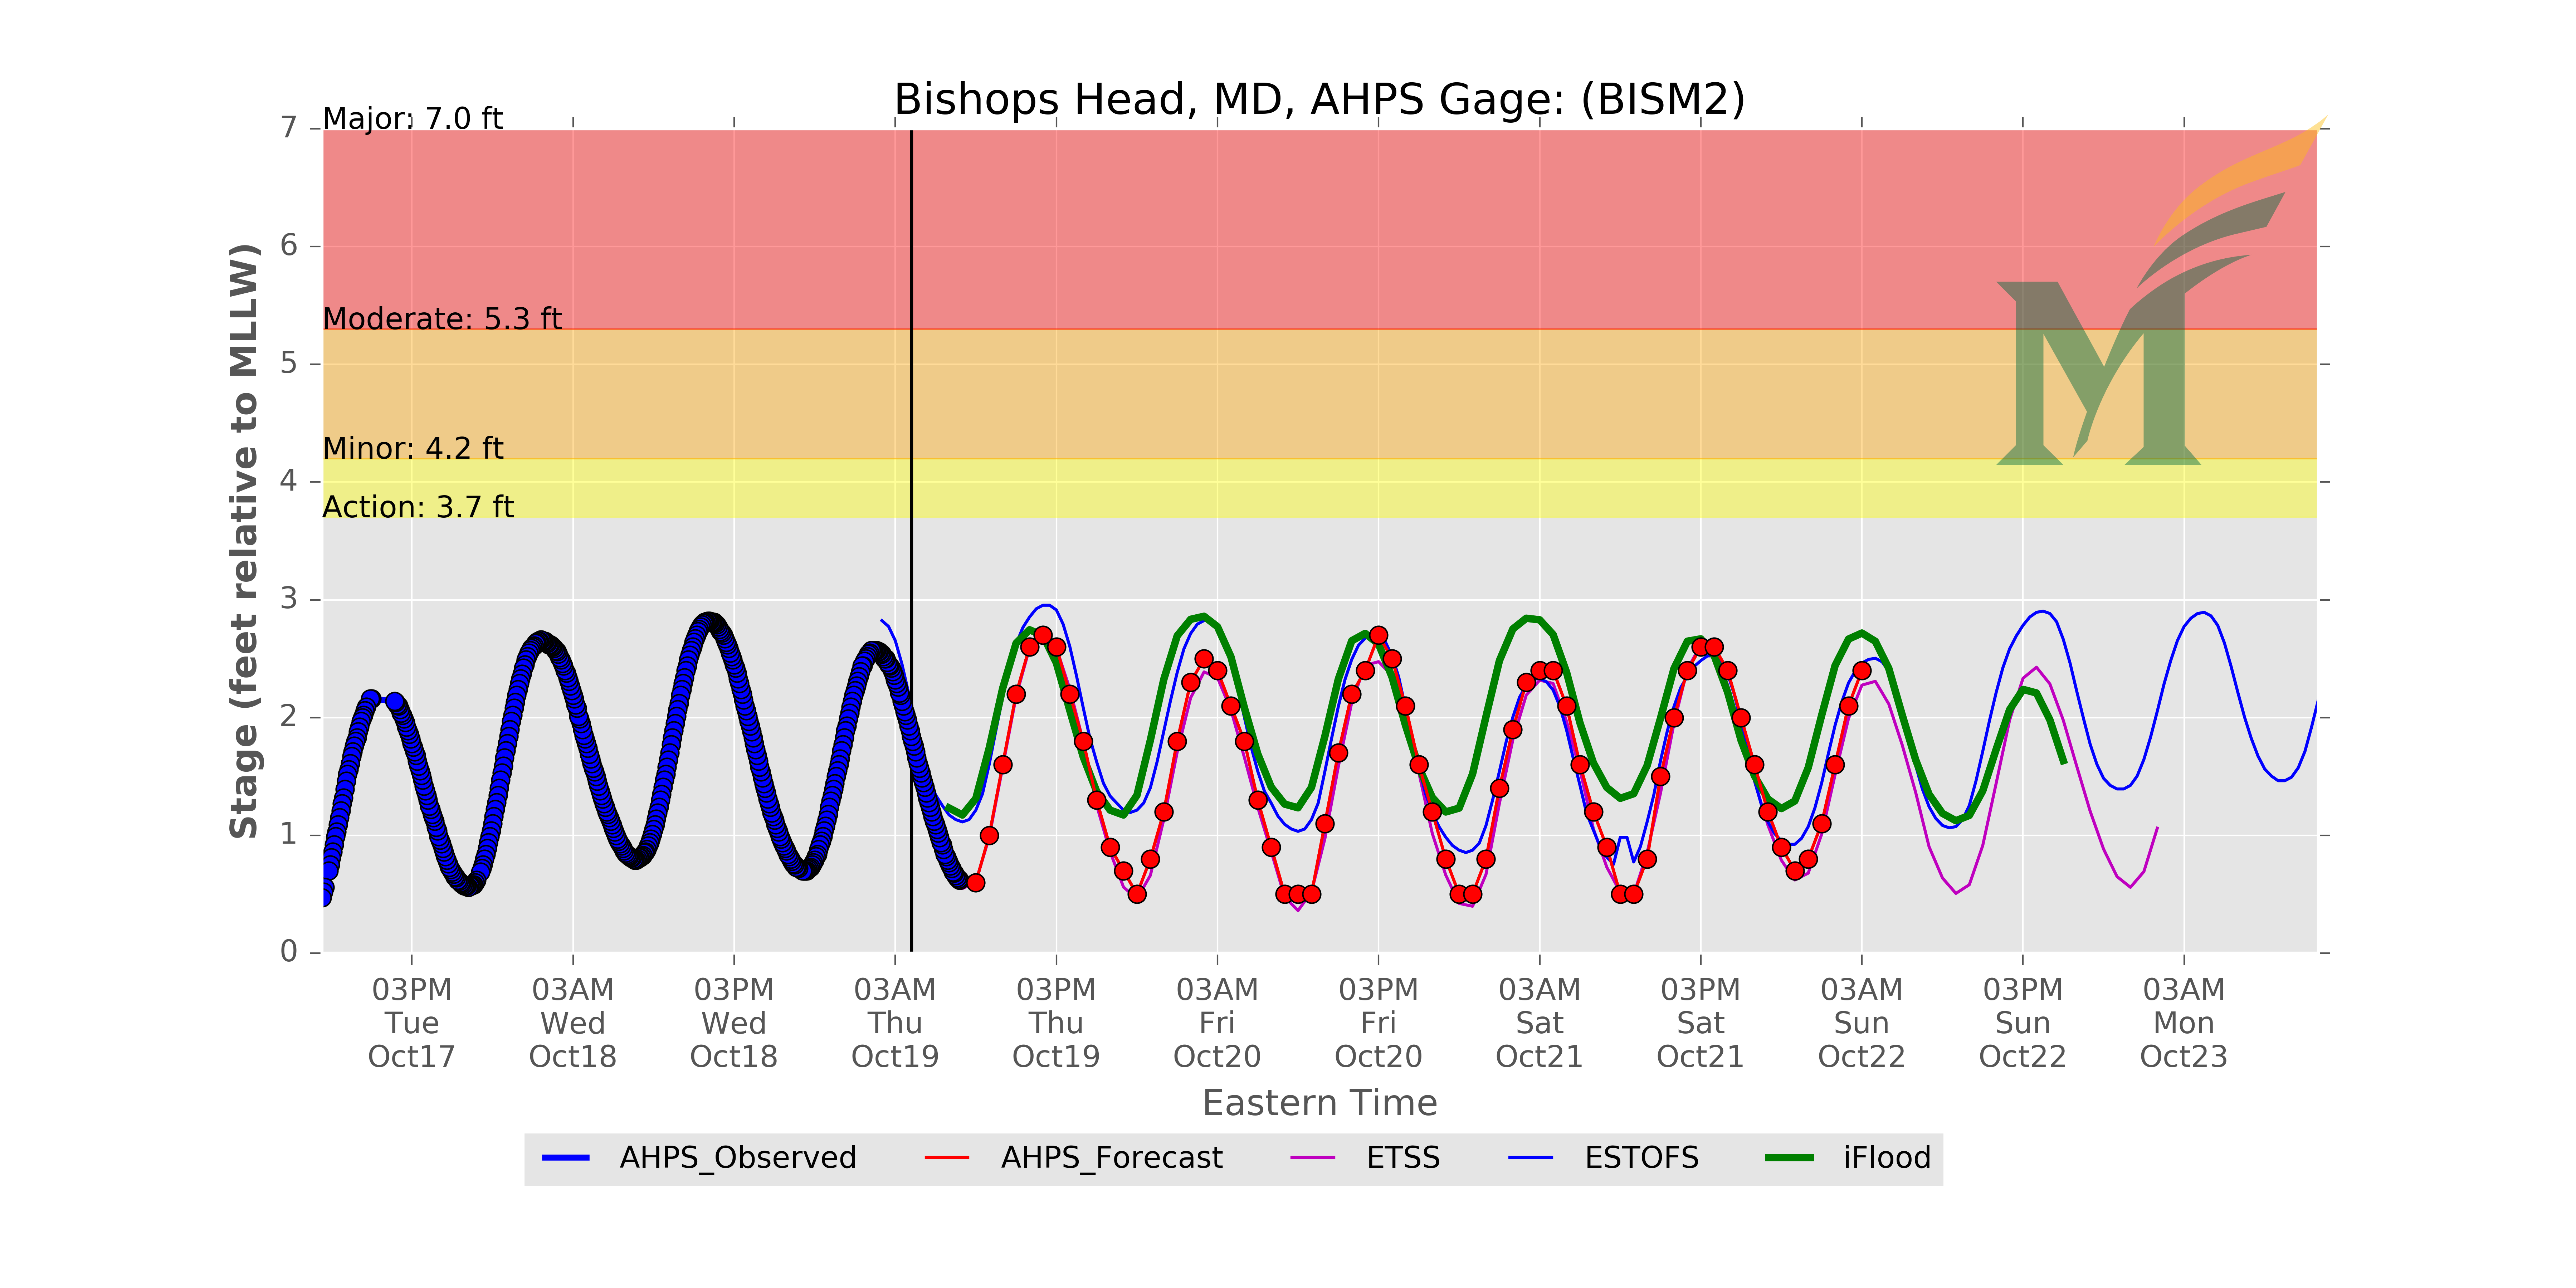 Bishops Head, MD, AHPS Gage: (BISM2)
Major: 7.0 ft
Moderate: 5.3 ft
Minor: 4.2 ft
Action: 3.7 ft
Stage (feet relative to MLLW)
7
6
5
4
3
2
1
0
03PM 03AM 03PM 03AM 03PM 03AM 03PM 03AM 03PM 03AM 03PM 03AM
Tue Wed Wed Thu Thu Fri Fri Sat Sat Sun Sun Mon
Oct17 Oct18 Oct18 Oct19 Oct19 Oct20 Oct20 Oct21 Oct21 Oct22 Oct22 Oct23
Eastern Time
AHPS_Observed AHPS_Forecast ETSS ESTOFS iFlood
M